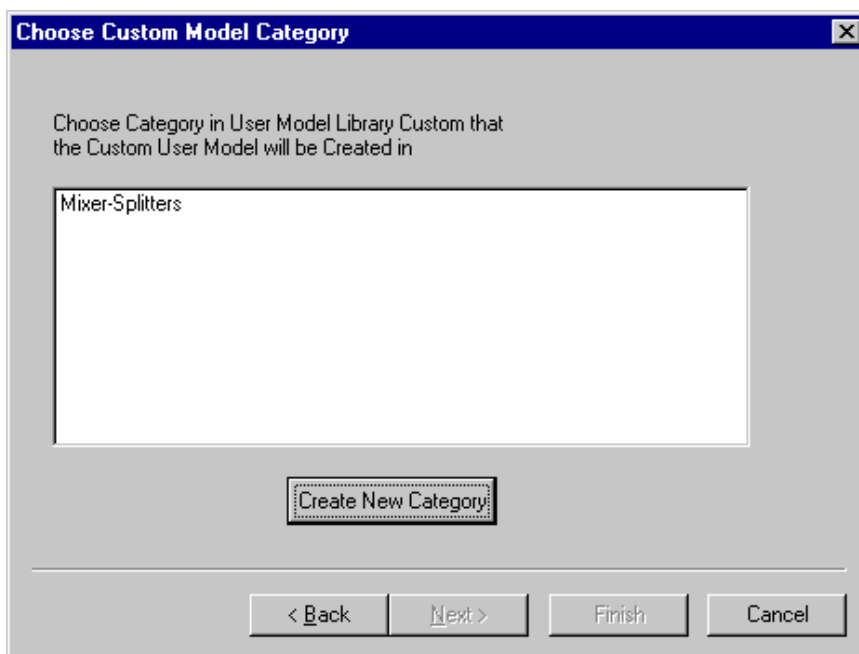 Choose Custom Model Category
Choose Category in User Model Library Custom that
the Custom User Model will be Created in
Mixer-Splitters
Create New Category
< Back
Next >
Finish
Cancel